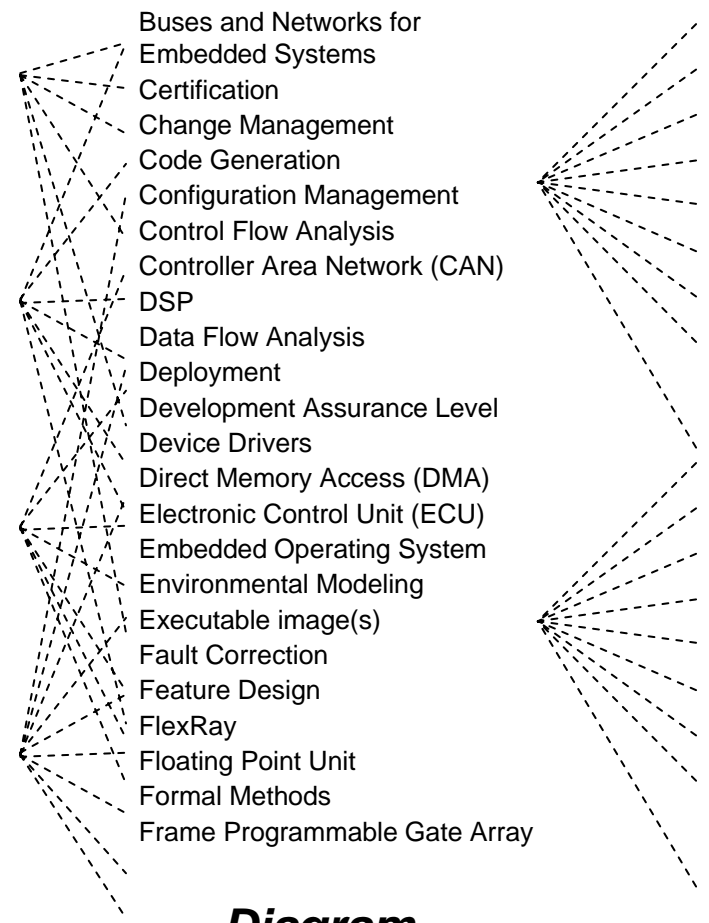 Buses and Networks for
Embedded Systems
Certification
Change Management
Code Generation
Configuration Management
Control Flow Analysis
Controller Area Network (CAN)
DSP
Data Flow Analysis
Deployment
Development Assurance Level
Device Drivers
Direct Memory Access (DMA)
Electronic Control Unit (ECU)
Embedded Operating System
Environmental Modeling
Executable image(s)
Fault Correction
Feature Design
FlexRay
Floating Point Unit
Formal Methods
Frame Programmable Gate Array
Diagram